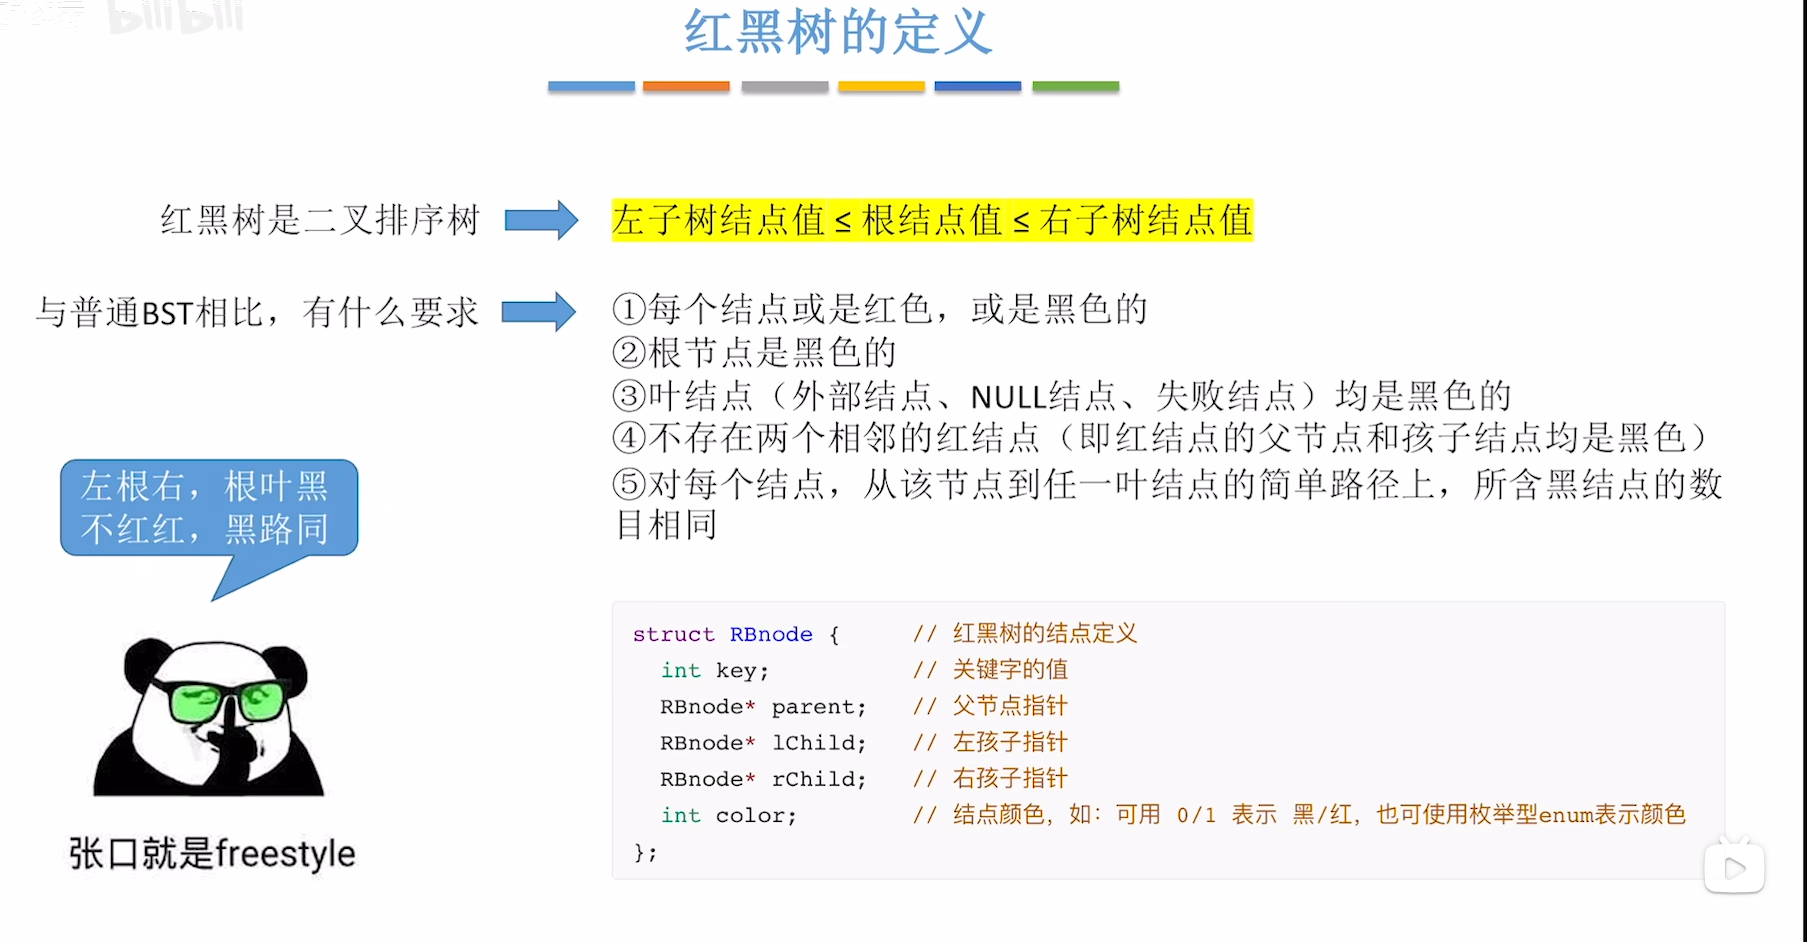 bilibili
红黑树的定义
红黑树是二叉排序树
左子树结点值 ≤ 根结点值 ≤ 右子树结点值
与普通BST相比，有什么要求
①每个结点或是红色，或是黑色的
②根节点是黑色的
③叶结点（外部结点、NULL结点、失败结点）均是黑色的
④不存在两个相邻的红结点（即红结点的父节点和孩子结点均是黑色）
⑤对每个结点，从该节点到任一叶结点的简单路径上，所含黑结点的数
目相同
左根右，根叶黑
不红红，黑路同
张口就是freestyle
struct RBnode { // 红黑树的结点定义
int key; // 关键字的值
RBnode* parent; // 父节点指针
RBnode* lChild; // 左孩子指针
RBnode* rChild; // 右孩子指针
int color; // 结点颜色，如：可用 0/1 表示 黑/红，也可使用枚举型enum表示颜色
};